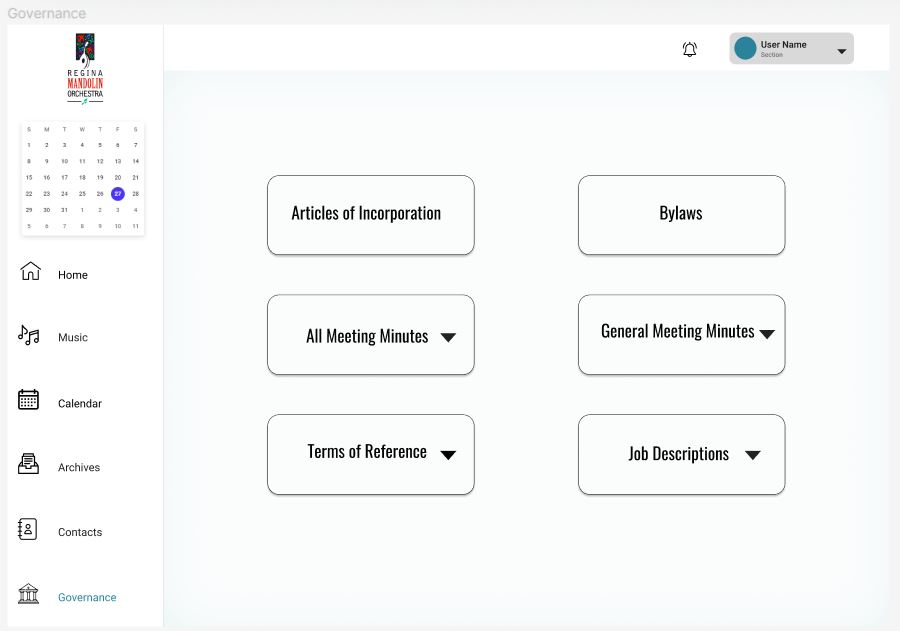 Governance
REGINA
MANDOLIN
ORCHESTRA
User Name
Section
S M T W T F S
1 2 3 4 5 6 7
8 9 10 11 12 13 14
15 16 17 18 19 20 21
22 23 24 25 26 27 28
29 30 31 1 2 3 4
5 6 7 8 9 10 11
Home
Music
Calendar
Archives
Contacts
Governance
Articles of Incorporation
Bylaws
All Meeting Minutes
General Meeting Minutes
Terms of Reference
Job Descriptions